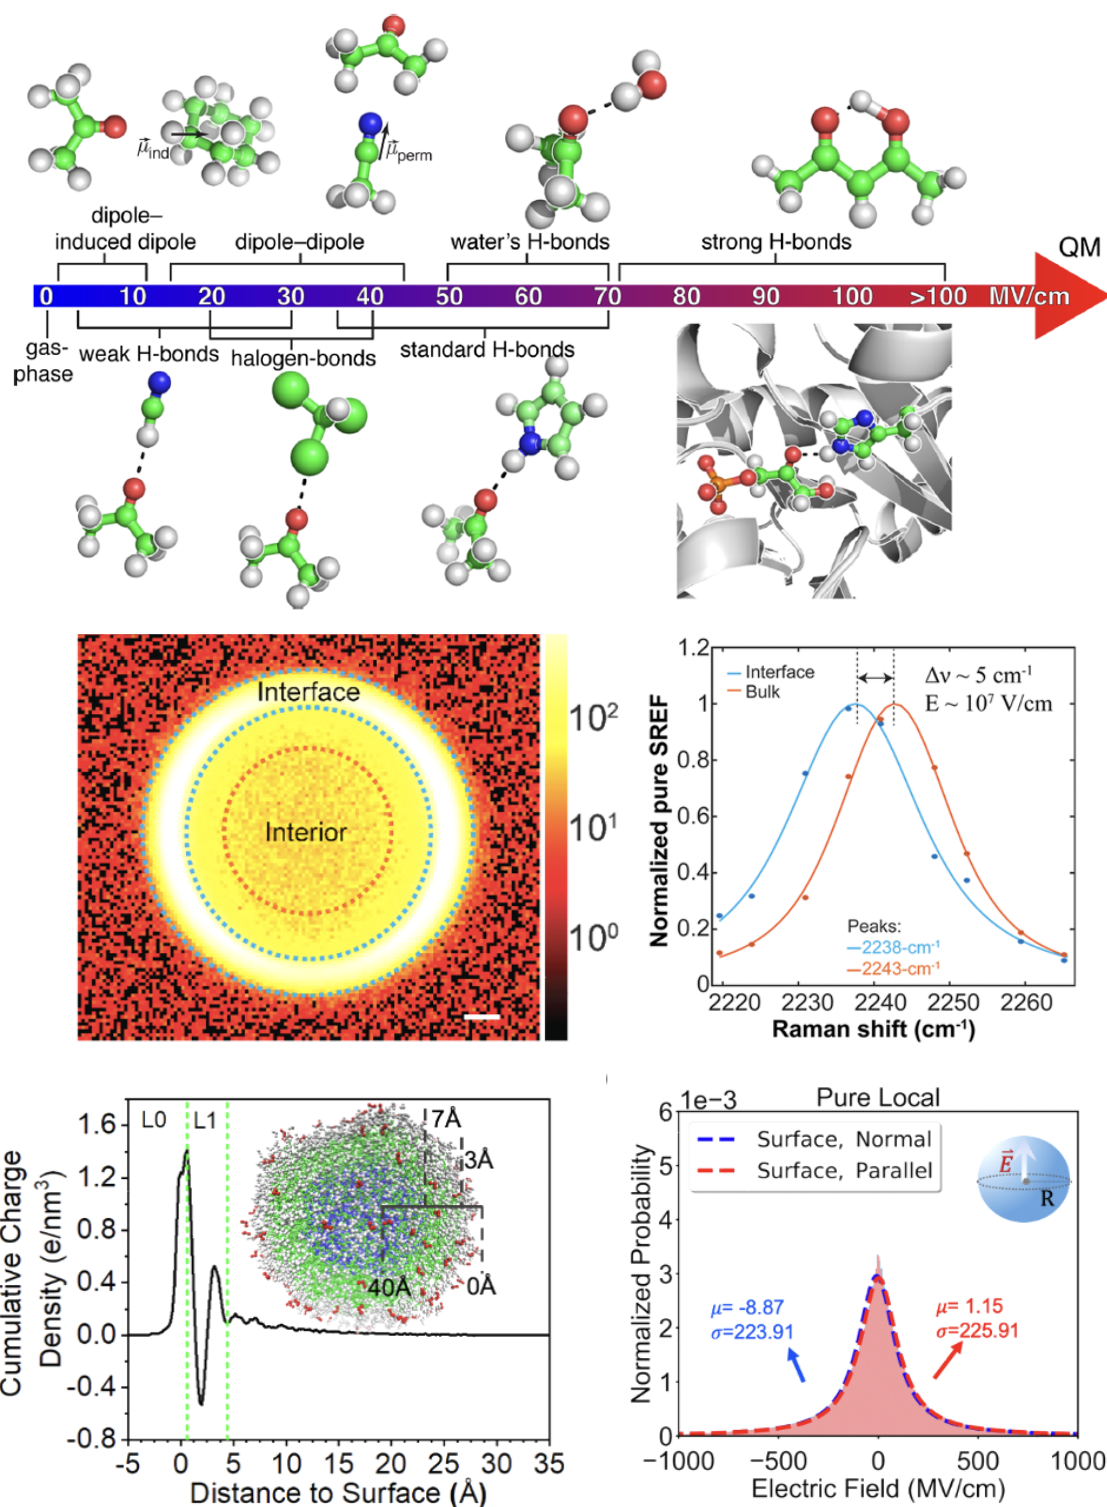 μ⃗ind
μ⃗perm
dipole–
induced dipole
dipole–dipole
water's H-bonds
strong H-bonds
QM
0 10 20 30 40 50 60 70 80 90 100 >100 MV/cm
gas-
phase
weak H-bonds
halogen-bonds
standard H-bonds
Interface
Interior
10²
10¹
10⁰
Normalized pure SREF
1.2
1
0.8
0.6
0.4
0.2
0
Interface
Bulk
Δν ~ 5 cm⁻¹
E ~ 10⁷ V/cm
Peaks:
2238-cm⁻¹
2243-cm⁻¹
2220 2230 2240 2250 2260
Raman shift (cm⁻¹)
Cumulative Charge
Density (e/nm³)
1.6
1.2
0.8
0.4
0.0
-0.4
-0.8
L0 L1
7Å
3Å
40Å
0Å
-5 0 5 10 15 20 25 30 35
Distance to Surface (Å)
Pure Local
1e−3
Normalized Probability
6
5
4
3
2
1
0
Surface, Normal
Surface, Parallel
E⃗
R
μ= -8.87
σ=223.91
μ= 1.15
σ=225.91
−1000 −500 0 500 1000
Electric Field (MV/cm)